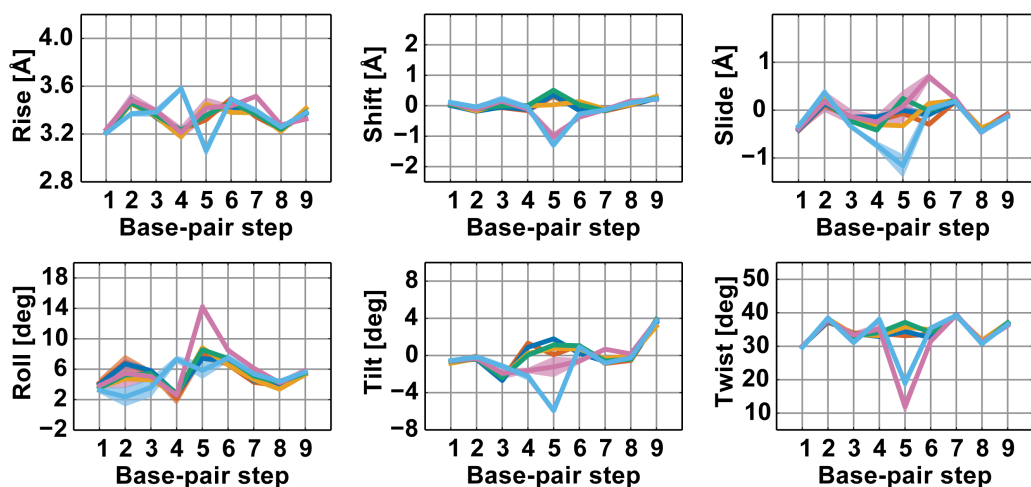 Rise [Å]
4.0
3.6
3.2
2.8
1 2 3 4 5 6 7 8 9
Base-pair step
Shift [Å]
2
1
0
−1
−2
1 2 3 4 5 6 7 8 9
Base-pair step
Slide [Å]
1
0
−1
1 2 3 4 5 6 7 8 9
Base-pair step
Roll [deg]
18
14
10
6
2
−2
1 2 3 4 5 6 7 8 9
Base-pair step
Tilt [deg]
8
4
0
−4
−8
1 2 3 4 5 6 7 8 9
Base-pair step
Twist [deg]
50
40
30
20
10
1 2 3 4 5 6 7 8 9
Base-pair step